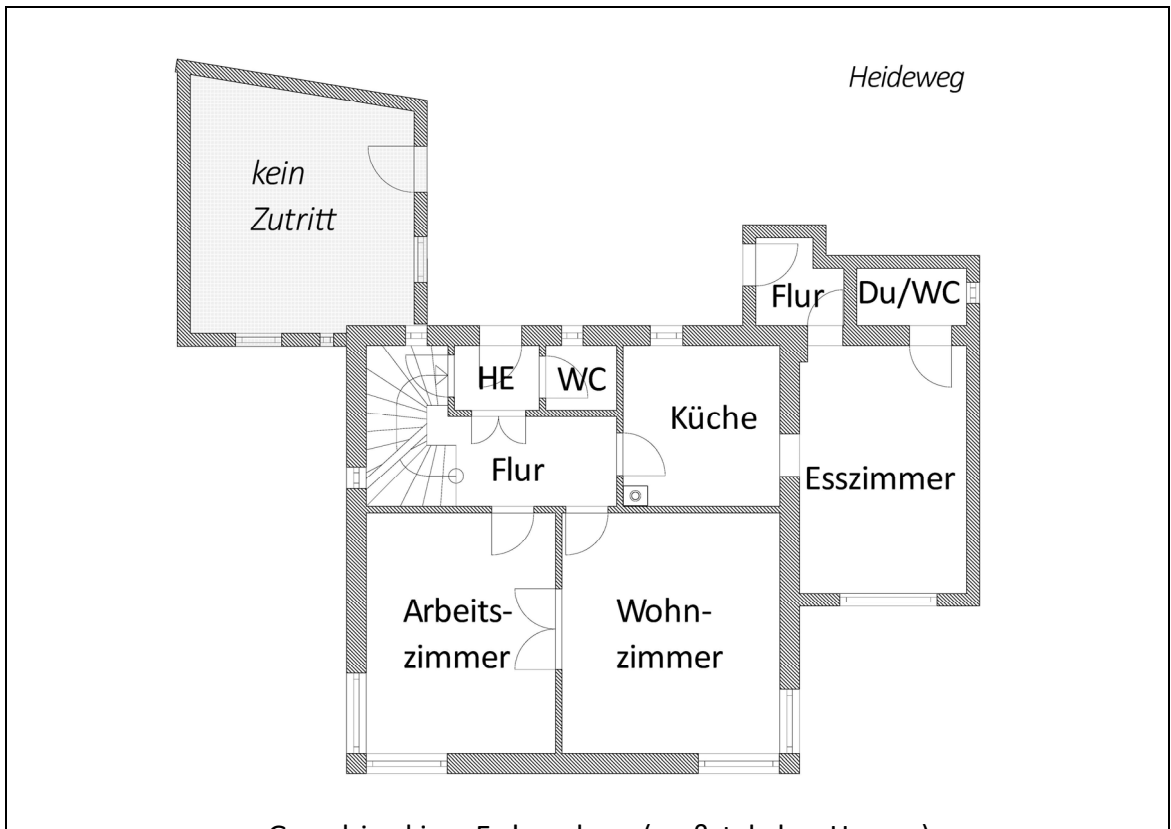 Heideweg
kein
Zutritt
Flur
Du/WC
HE
WC
Küche
Flur
Esszimmer
Arbeits-
zimmer
Wohn-
zimmer